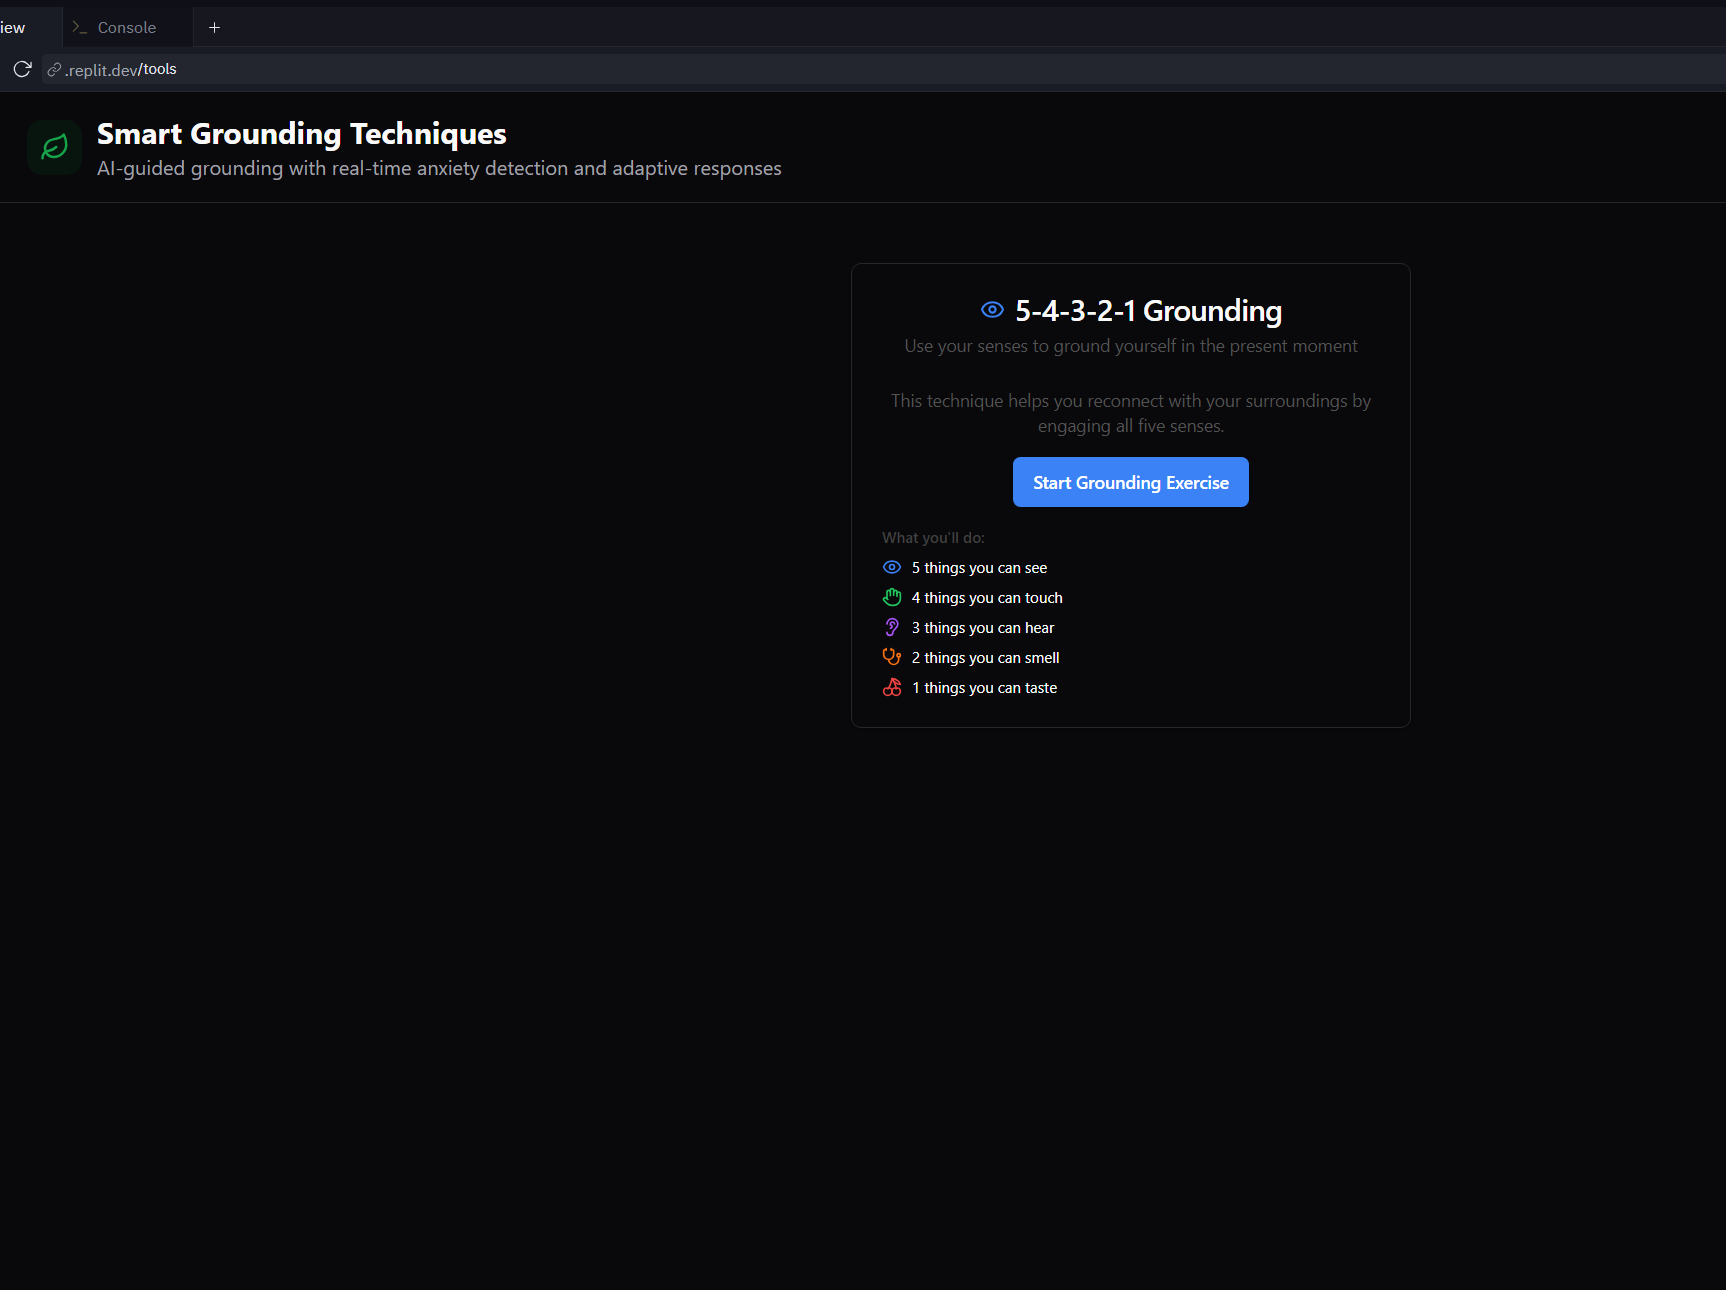 iew
>_ Console +
.replit.dev/tools
Smart Grounding Techniques
AI-guided grounding with real-time anxiety detection and adaptive responses
5-4-3-2-1 Grounding
Use your senses to ground yourself in the present moment
This technique helps you reconnect with your surroundings by
engaging all five senses.
Start Grounding Exercise
What you'll do:
5 things you can see
4 things you can touch
3 things you can hear
2 things you can smell
1 things you can taste